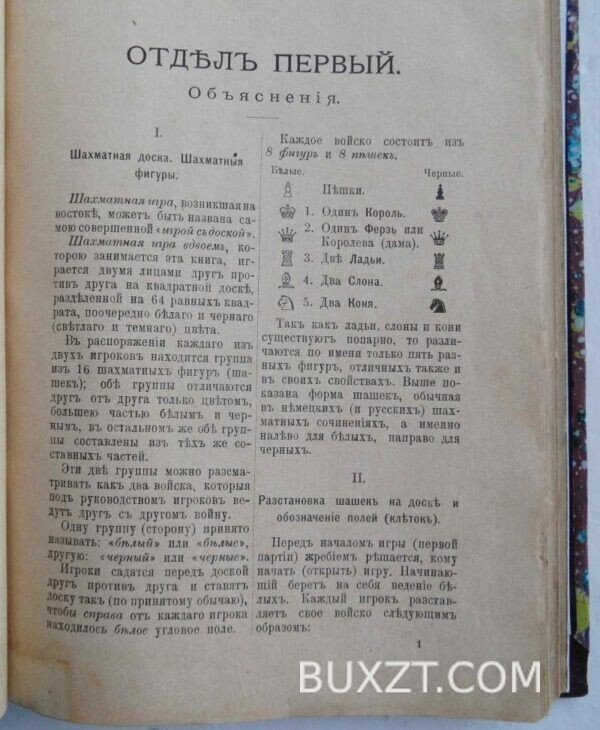 ОТДѢЛЪ ПЕРВЫЙ.
Объясненія.
I.
Шахматная доска. Шахматныя
фигуры.
Шахматная игра, возникшая на
востокѣ, можетъ быть названа са-
мою совершенной «игрой съ доской».
Шахматная игра вдвоемъ, ко-
торою занимается эта книга, иг-
рается двумя лицами другъ про-
тивъ друга на квадратной доскѣ,
раздѣленной на 64 равныхъ квад-
рата, поочередно бѣлаго и чернаго
(свѣтлаго и темнаго) цвѣта.
Въ распоряженіи каждаго изъ
двухъ игроковъ находится группа
изъ 16 шахматныхъ фигуръ (ша-
шекъ); обѣ группы отличаются
другъ отъ друга только цвѣтомъ,
большею частью бѣлымъ и чер-
нымъ, въ остальномъ же обѣ груп-
пы составлены изъ тѣхъ же со-
ставныхъ частей.
Эти двѣ группы можно разсма-
тривать какъ два войска, которыя
подъ руководствомъ игроковъ ве-
дутъ другъ съ другомъ войну.
Одну группу (сторону) принято
называть: «бѣлый» или «бѣлые»,
другую: «черный» или «черные».
Игроки садятся передъ доской
другъ противъ друга и ставятъ
доску такъ (по принятому обычаю),
чтобы справа отъ каждаго игрока
находилось бѣлое угловое поле.
Каждое войско состоитъ изъ
8 фигуръ и 8 пѣшекъ.
Бѣлые. Черные.
Пѣшки.
1. Одинъ Король.
2. Одинъ Ферзь или
Королева (дама).
3. Двѣ Ладьи.
4. Два Слона.
5. Два Коня.
Такъ какъ ладьи, слоны и кони
существуютъ попарно, то разли-
чаются по имени только пять раз-
ныхъ фигуръ, отличныхъ также и
въ своихъ свойствахъ. Выше по-
казана форма шашекъ, обычная
въ нѣмецкихъ (и русскихъ) шах-
матныхъ сочиненіяхъ, а именно
налѣво для бѣлыхъ, направо для
черныхъ.
II.
Разстановка шашекъ на доскѣ и
обозначеніе полей (клѣтокъ).
Передъ началомъ игры (первой
партіи) жребіемъ рѣшается, кому
начать (открыть) игру. Начинаю-
щій беретъ на себя веденіе бѣ-
лыхъ. Каждый игрокъ разстав-
ляетъ свое войско слѣдующимъ
образомъ:
1
BUXZT.COM